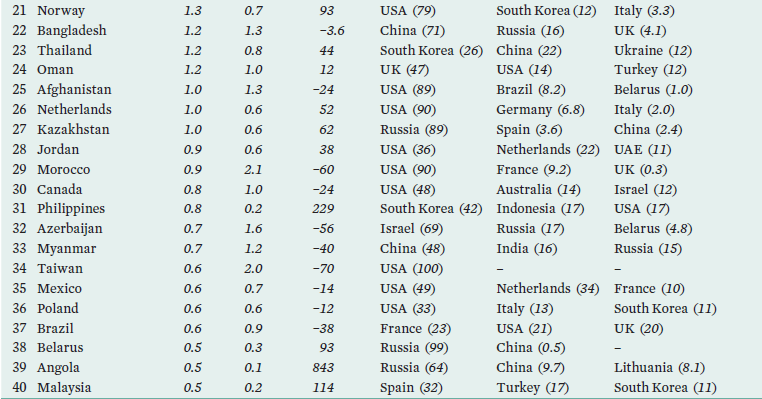 21 Norway 1.3 0.7 93 USA (79) South Korea (12) Italy (3.3)
22 Bangladesh 1.2 1.3 –3.6 China (71) Russia (16) UK (4.1)
23 Thailand 1.2 0.8 44 South Korea (26) China (22) Ukraine (12)
24 Oman 1.2 1.0 12 UK (47) USA (14) Turkey (12)
25 Afghanistan 1.0 1.3 –24 USA (89) Brazil (8.2) Belarus (1.0)
26 Netherlands 1.0 0.6 52 USA (90) Germany (6.8) Italy (2.0)
27 Kazakhstan 1.0 0.6 62 Russia (89) Spain (3.6) China (2.4)
28 Jordan 0.9 0.6 38 USA (36) Netherlands (22) UAE (11)
29 Morocco 0.9 2.1 –60 USA (90) France (9.2) UK (0.3)
30 Canada 0.8 1.0 –24 USA (48) Australia (14) Israel (12)
31 Philippines 0.8 0.2 229 South Korea (42) Indonesia (17) USA (17)
32 Azerbaijan 0.7 1.6 –56 Israel (69) Russia (17) Belarus (4.8)
33 Myanmar 0.7 1.2 –40 China (48) India (16) Russia (15)
34 Taiwan 0.6 2.0 –70 USA (100) – –
35 Mexico 0.6 0.7 –14 USA (49) Netherlands (34) France (10)
36 Poland 0.6 0.6 –12 USA (33) Italy (13) South Korea (11)
37 Brazil 0.6 0.9 –38 France (23) USA (21) UK (20)
38 Belarus 0.5 0.3 93 Russia (99) China (0.5) –
39 Angola 0.5 0.1 843 Russia (64) China (9.7) Lithuania (8.1)
40 Malaysia 0.5 0.2 114 Spain (32) Turkey (17) South Korea (11)